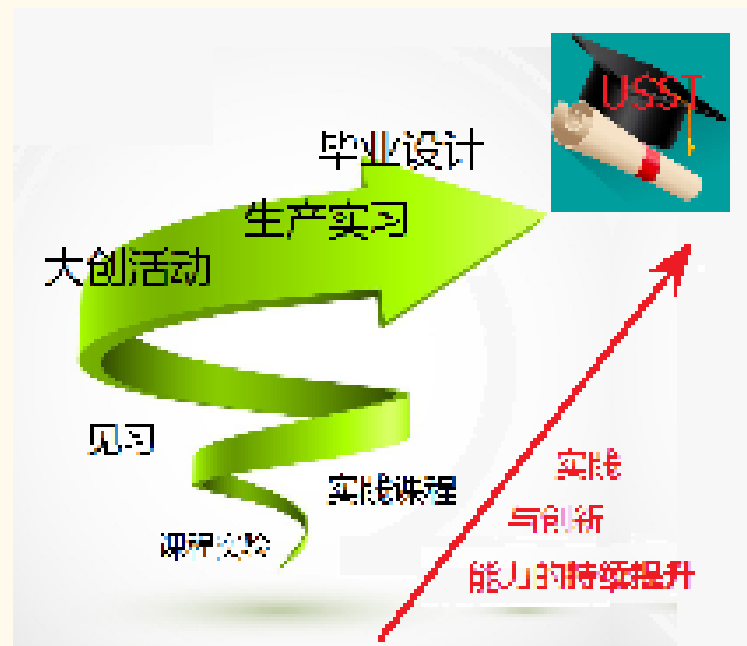 USST
毕业设计
生产实习
大创活动
见习
实践课程
课程实验
实践
与创新
能力的持续提升